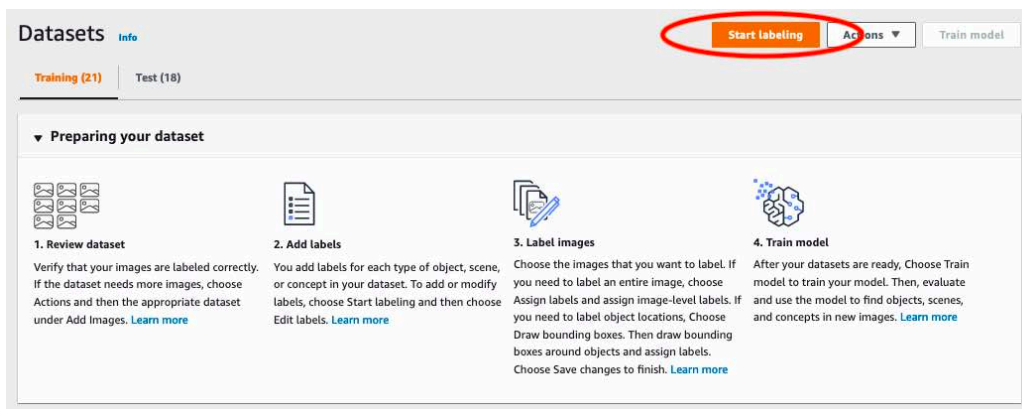 Datasets Info
Start labeling
Actions ▼
Train model
Training (21)
Test (18)
▼ Preparing your dataset
1. Review dataset
Verify that your images are labeled correctly.
If the dataset needs more images, choose
Actions and then the appropriate dataset
under Add Images. Learn more
2. Add labels
You add labels for each type of object, scene,
or concept in your dataset. To add or modify
labels, choose Start labeling and then choose
Edit labels. Learn more
3. Label images
Choose the images that you want to label. If
you need to label an entire image, choose
Assign labels and assign image-level labels. If
you need to label object locations, Choose
Draw bounding boxes. Then draw bounding
boxes around objects and assign labels.
Choose Save changes to finish. Learn more
4. Train model
After your datasets are ready, Choose Train
model to train your model. Then, evaluate
and use the model to find objects, scenes,
and concepts in new images. Learn more